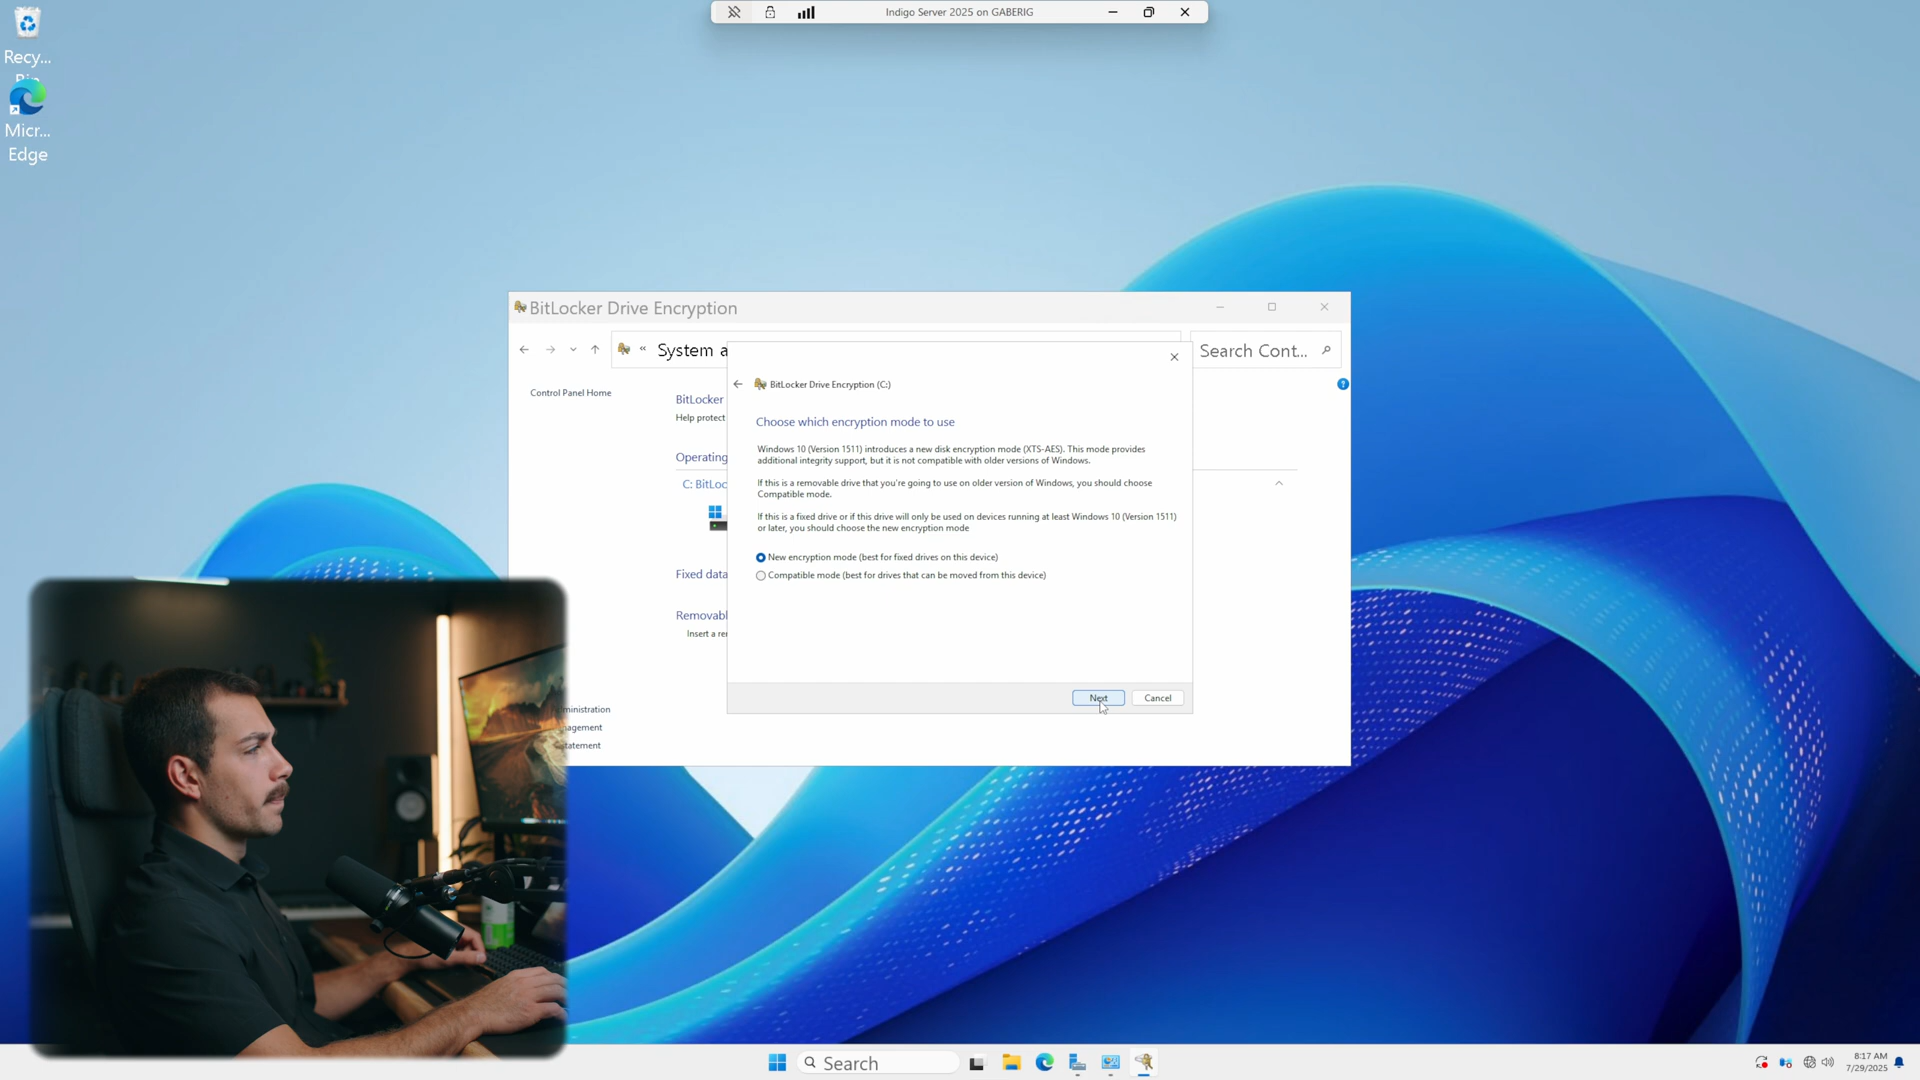 Recy...
Bin
Micr...
Edge
Indigo Server 2025 on GABERIG
BitLocker Drive Encryption
«
System a
Search Cont...
Control Panel Home
BitLocker
Help protect
Operating
C: BitLoc
Fixed data
Removabl
Insert a rem
BitLocker Drive Encryption (C:)
Choose which encryption mode to use
Windows 10 (Version 1511) introduces a new disk encryption mode (XTS-AES). This mode provides
additional integrity support, but it is not compatible with older versions of Windows.
If this is a removable drive that you're going to use on older version of Windows, you should choose
Compatible mode.
If this is a fixed drive or if this drive will only be used on devices running at least Windows 10 (Version 1511)
or later, you should choose the new encryption mode
New encryption mode (best for fixed drives on this device)
Compatible mode (best for drives that can be moved from this device)
Next
Cancel
ministration
agement
tatement
Search
8:17 AM
7/29/2025